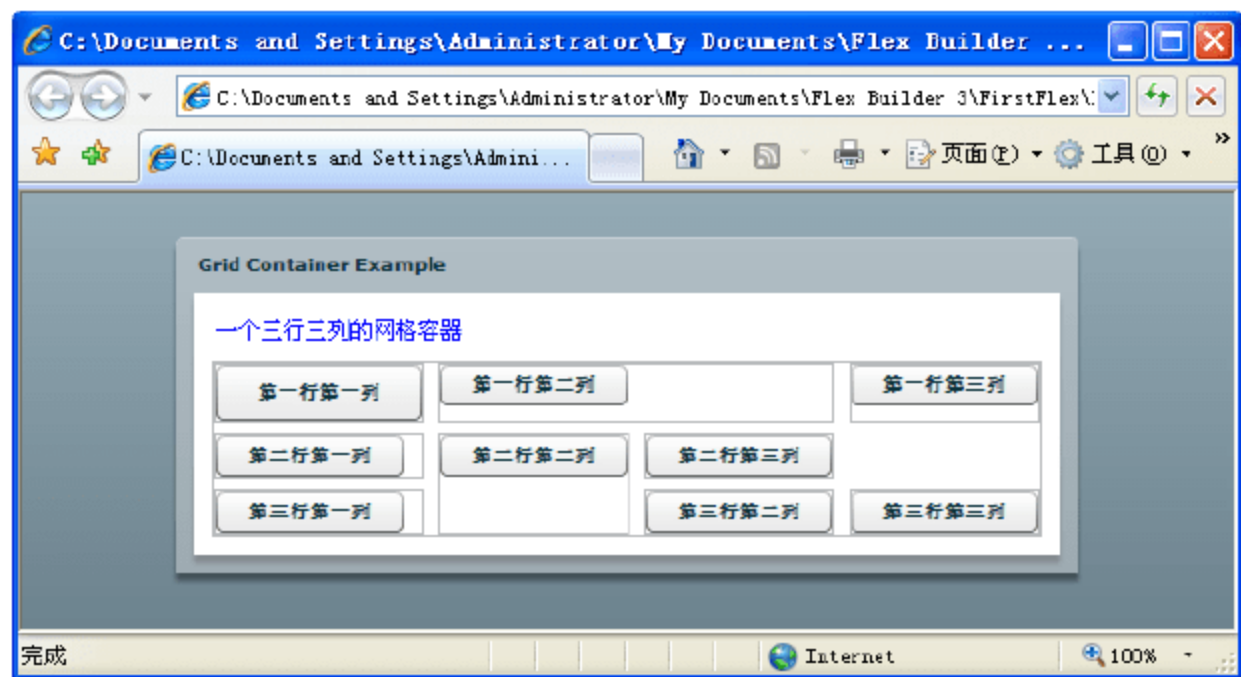 C:\Documents and Settings\Administrator\My Documents\Flex Builder ...
C:\Documents and Settings\Administrator\My Documents\Flex Builder 3\FirstFlex\
C:\Documents and Settings\Admini...
页面(P)
工具(O)
»
Grid Container Example
一个三行三列的网格容器
第一行第一列 第一行第二列 第一行第三列
第二行第一列 第二行第二列 第二行第三列
第三行第一列 第三行第二列 第三行第三列
完成
Internet
100%